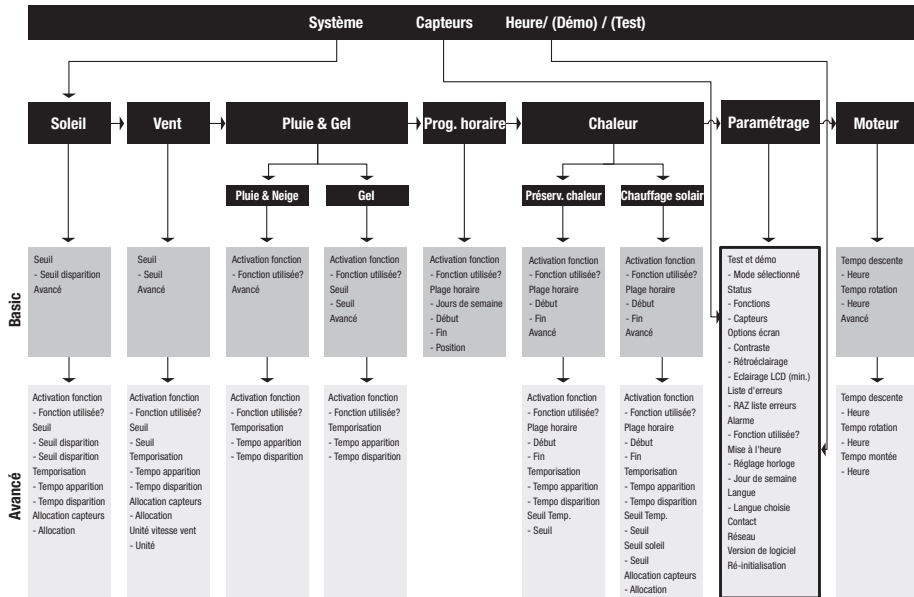 Système Capteurs Heure/ (Démo) / (Test)
Soleil
Vent
Pluie & Gel
Prog. horaire
Chaleur
Paramétrage
Moteur
Pluie & Neige
Gel
Préserv. chaleur
Chauffage solair
Basic
Seuil
- Seuil disparition
Avancé
Seuil
- Seuil
Avancé
Activation fonction
- Fonction utilisée?
Avancé
Activation fonction
- Fonction utilisée?
Seuil
- Seuil
Avancé
Activation fonction
- Fonction utilisée?
Plage horaire
- Jours de semaine
- Début
- Fin
- Position
Activation fonction
- Fonction utilisée?
Plage horaire
- Début
- Fin
Avancé
Activation fonction
- Fonction utilisée?
Plage horaire
- Début
- Fin
Avancé
Test et démo
- Mode sélectionné
Status
- Fonctions
- Capteurs
Options écran
- Contraste
- Rétroéclairage
- Eclairage LCD (min.)
Liste d'erreurs
- RAZ liste erreurs
Alarme
- Fonction utilisée?
Mise à l'heure
- Réglage horloge
- Jour de semaine
Langue
- Langue choisie
Contact
Réseau
Version de logiciel
Ré-initialisation
Tempo descente
- Heure
Tempo rotation
- Heure
Avancé
Avancé
Activation fonction
- Fonction utilisée?
Seuil
- Seuil disparition
- Seuil disparition
Temporisation
- Tempo apparition
- Tempo disparition
Allocation capteurs
- Allocation
Activation fonction
- Fonction utilisée?
Seuil
- Seuil
Temporisation
- Tempo apparition
- Tempo disparition
Allocation capteurs
- Allocation
Unité vitesse vent
- Unité
Activation fonction
- Fonction utilisée?
Temporisation
- Tempo apparition
- Tempo disparition
Activation fonction
- Fonction utilisée?
Temporisation
- Tempo apparition
- Tempo disparition
Activation fonction
- Fonction utilisée?
Plage horaire
- Début
- Fin
Temporisation
- Tempo apparition
- Tempo disparition
Seuil Temp.
- Seuil
Activation fonction
- Fonction utilisée?
Plage horaire
- Début
- Fin
Temporisation
- Tempo apparition
- Tempo disparition
Seuil Temp.
- Seuil
Seuil soleil
- Seuil
Allocation capteurs
- Allocation
Tempo descente
- Heure
Tempo rotation
- Heure
Tempo montée
- Heure